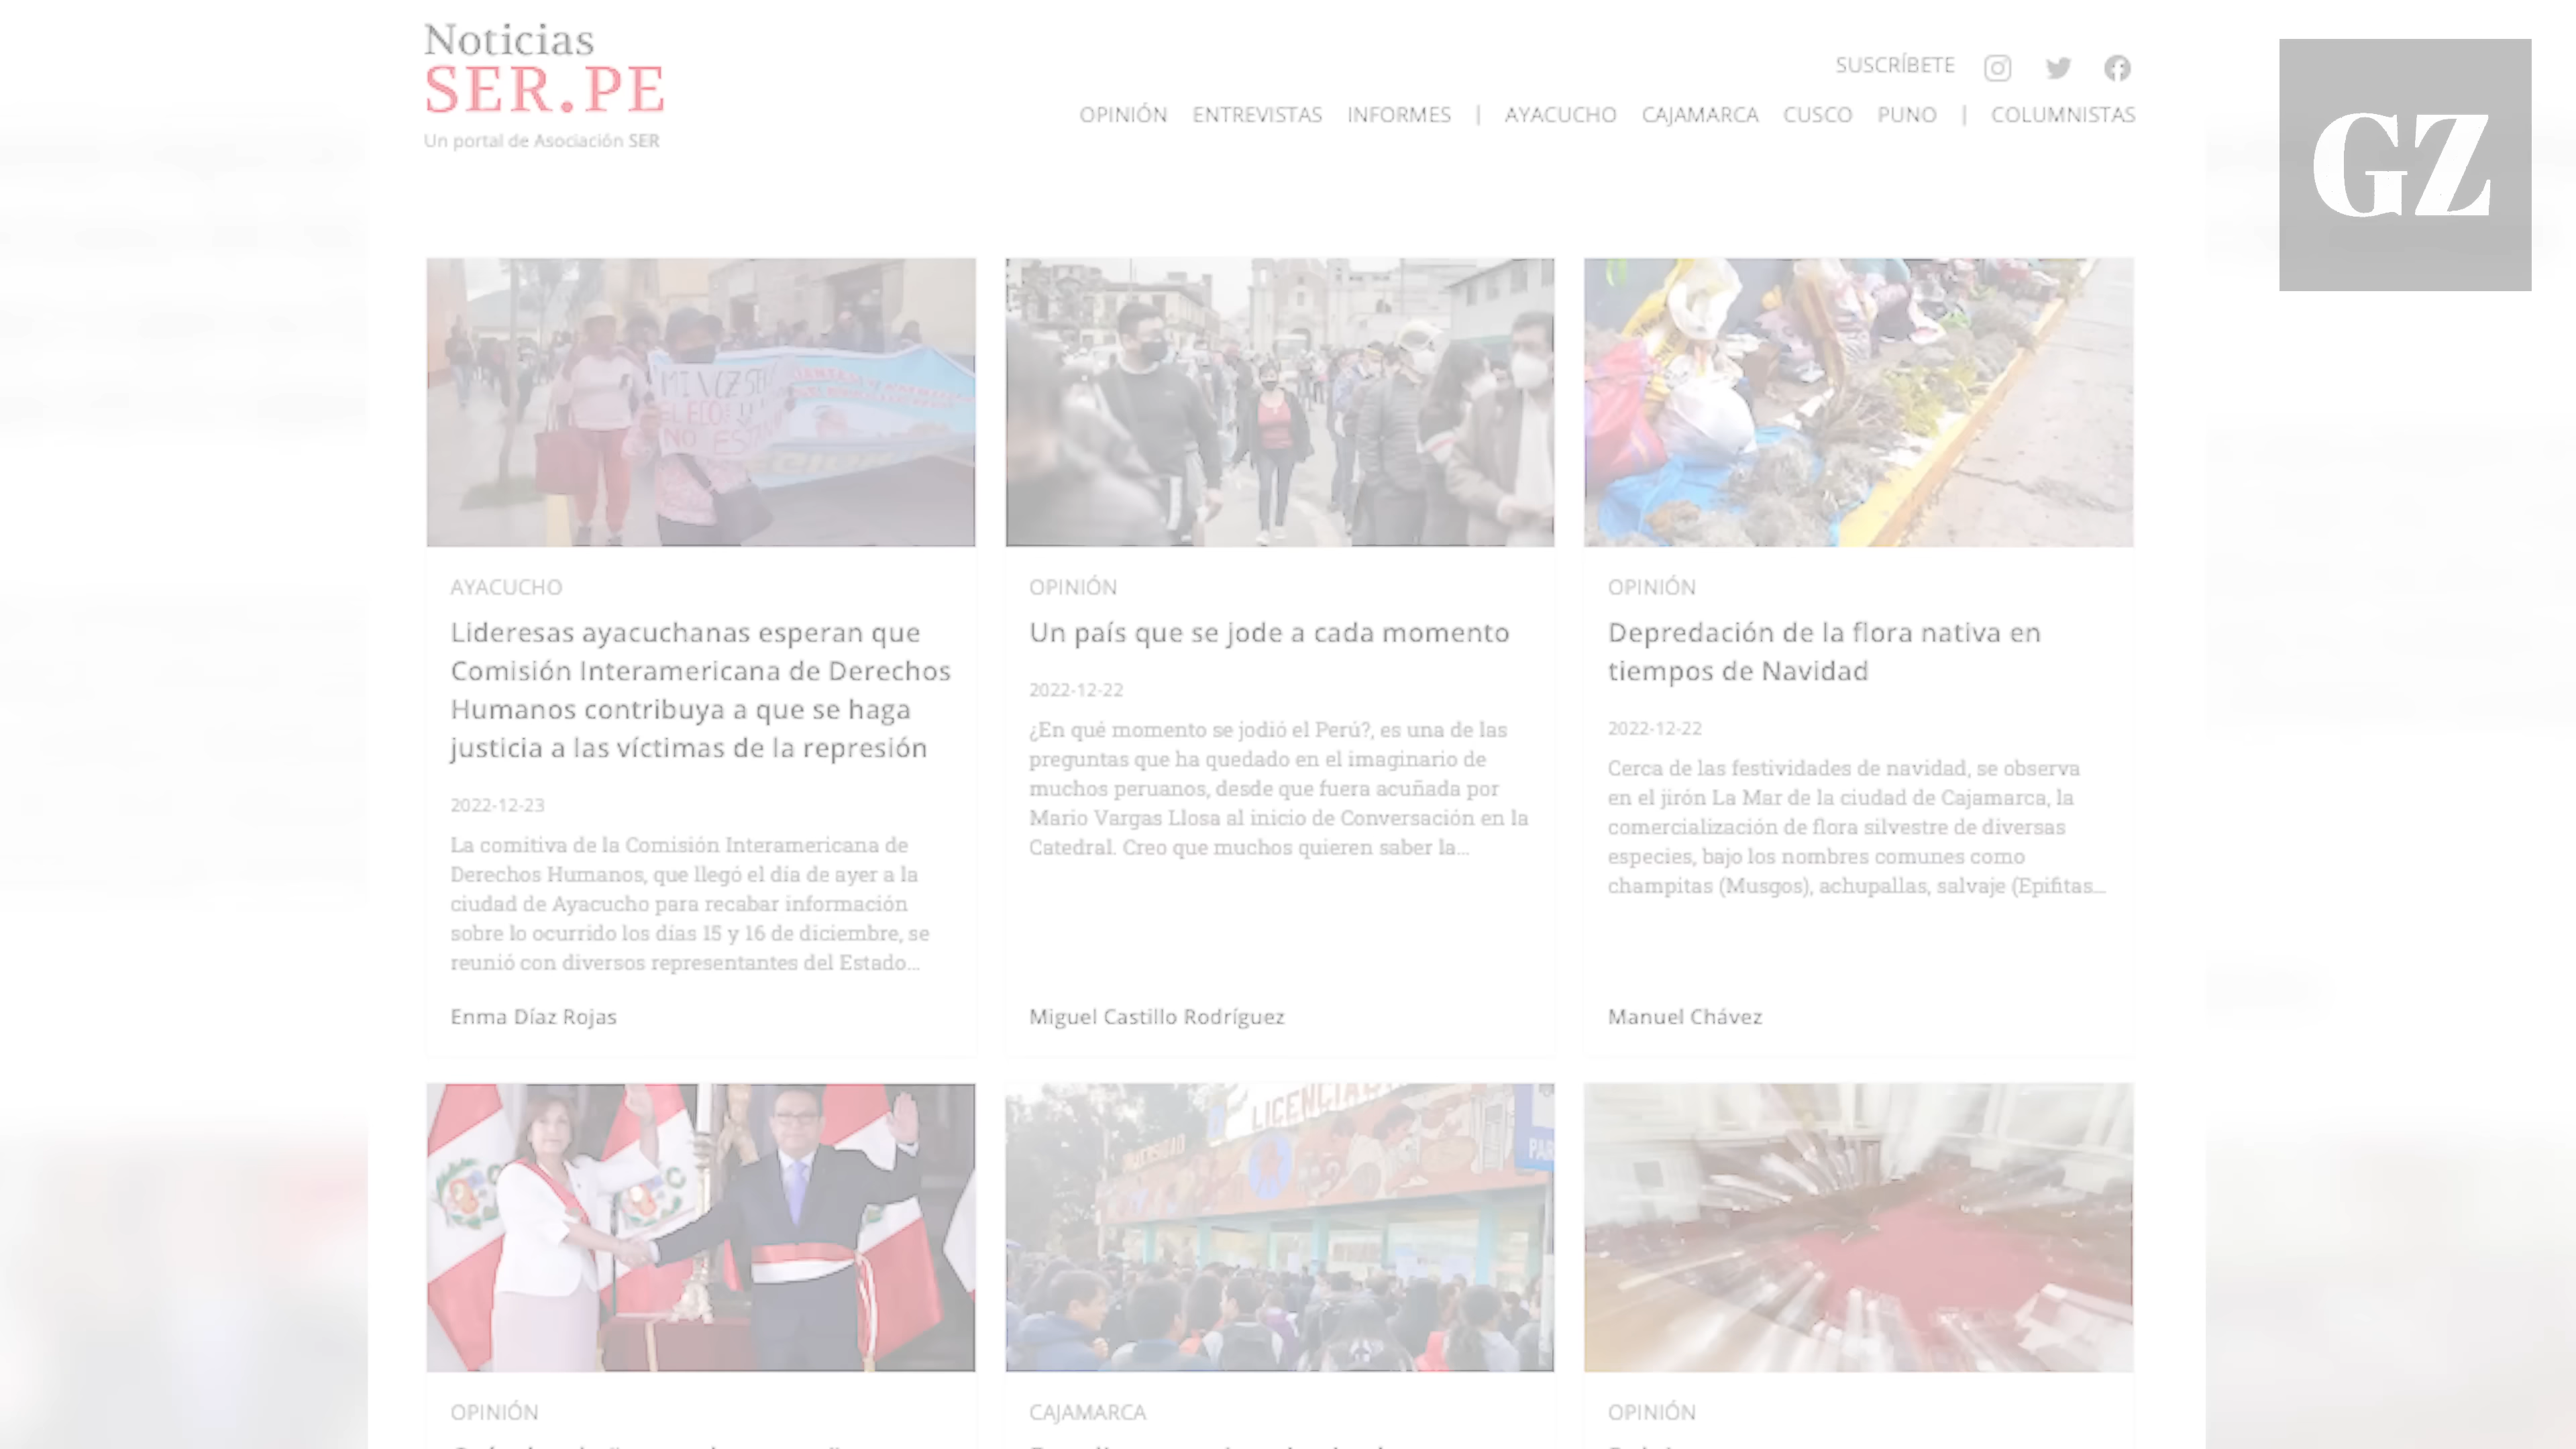 Noticias
SER.PE
Un portal de Asociación SER
SUSCRÍBETE
OPINIÓN ENTREVISTAS INFORMES | AYACUCHO CAJAMARCA CUSCO PUNO | COLUMNISTAS
GZ
MI VOZ
EL ECO
NO
AYACUCHO
Lideresas ayacuchanas esperan que
Comisión Interamericana de Derechos
Humanos contribuya a que se haga
justicia a las víctimas de la represión
2022-12-23
La comitiva de la Comisión Interamericana de
Derechos Humanos, que llegó el día de ayer a la
ciudad de Ayacucho para recabar información
sobre lo ocurrido los días 15 y 16 de diciembre, se
reunió con diversos representantes del Estado...
Enma Díaz Rojas
OPINIÓN
Un país que se jode a cada momento
2022-12-22
¿En qué momento se jodió el Perú?, es una de las
preguntas que ha quedado en el imaginario de
muchos peruanos, desde que fuera acuñada por
Mario Vargas Llosa al inicio de Conversación en la
Catedral. Creo que muchos quieren saber la...
Miguel Castillo Rodríguez
OPINIÓN
Depredación de la flora nativa en
tiempos de Navidad
2022-12-22
Cerca de las festividades de navidad, se observa
en el jirón La Mar de la ciudad de Cajamarca, la
comercialización de flora silvestre de diversas
especies, bajo los nombres comunes como
champitas (Musgos), achupallas, salvaje (Epifitas...
Manuel Chávez
OPINIÓN
CAJAMARCA
OPINIÓN